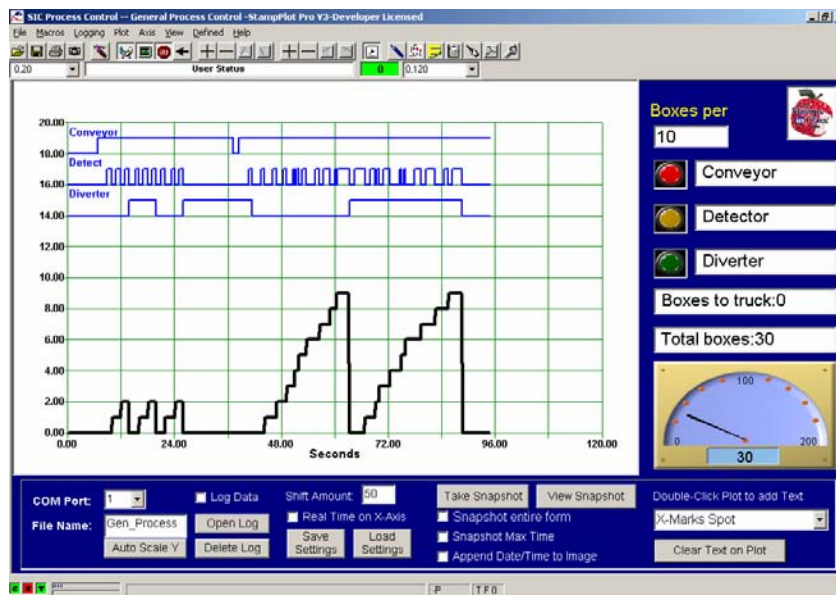 SIC Process Control -- General Process Control -StampPlot Pro V3-Developer Licensed
File Macros Logging Plot Axis View Defined Help
0.20 User Status 0 0.120
20.00
Conveyor
18.00
Detect
16.00
Diverter
14.00
12.00
10.00
8.00
6.00
4.00
2.00
0.00
0.00 24.00 48.00 72.00 96.00 120.00
Seconds
Boxes per
10
Conveyor
Detector
Diverter
Boxes to truck:0
Total boxes:30
100
0 200
30
COM Port: 1 Log Data Shift Amount: 50 Take Snapshot View Snapshot Double-Click Plot to add Text
File Name: Gen_Process Open Log Real Time on X-Axis Snapshot entire form X-Marks Spot
Auto Scale Y Delete Log Save Settings Load Settings Snapshot Max Time Clear Text on Plot
Append Date/Time to Image
-P T F 0